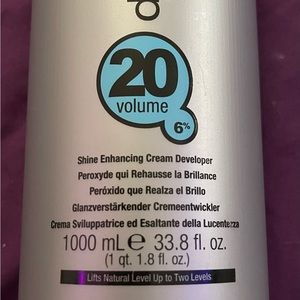 20
volume
6%
Shine Enhancing Cream Developer
Peroxyde qui Rehausse la Brillance
Peróxido que Realza el Brillo
Glanzverstärkender Cremeentwickler
Crema Sviluppatrice ed Esaltante della Lucentezza
1000 mL e 33.8 fl. oz.
(1 qt. 1.8 fl. oz.)
Lifts Natural Level Up to Two Levels